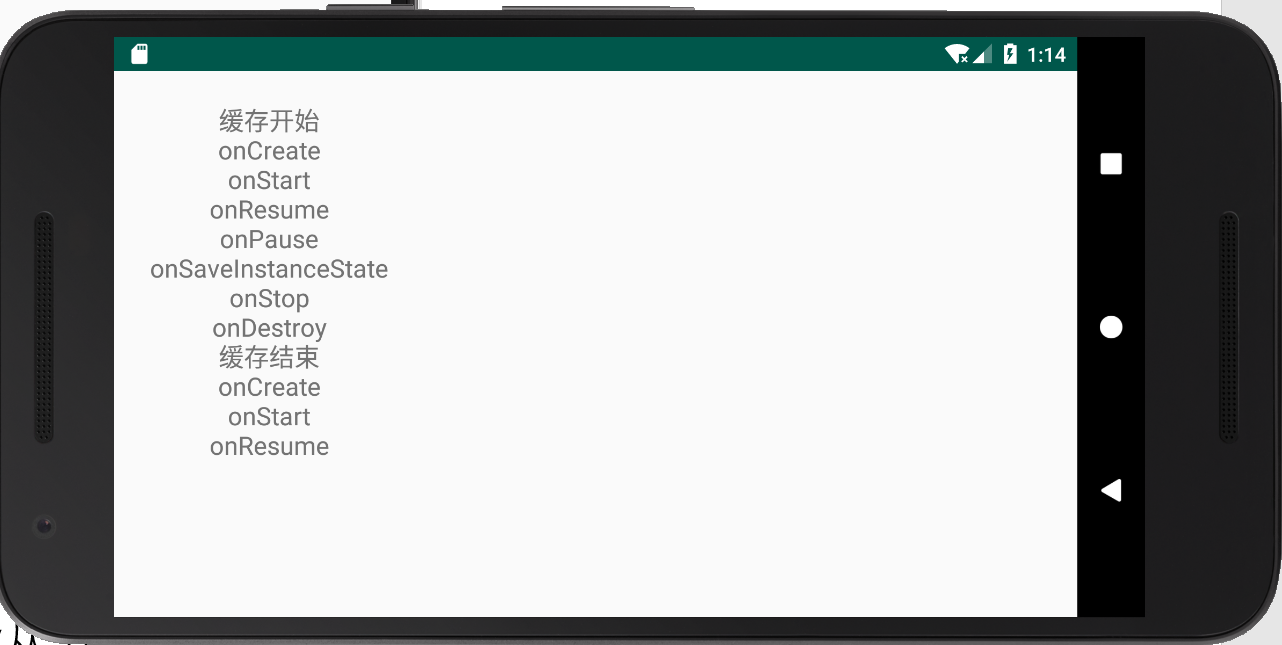 1:14
缓存开始
onCreate
onStart
onResume
onPause
onSaveInstanceState
onStop
onDestroy
缓存结束
onCreate
onStart
onResume